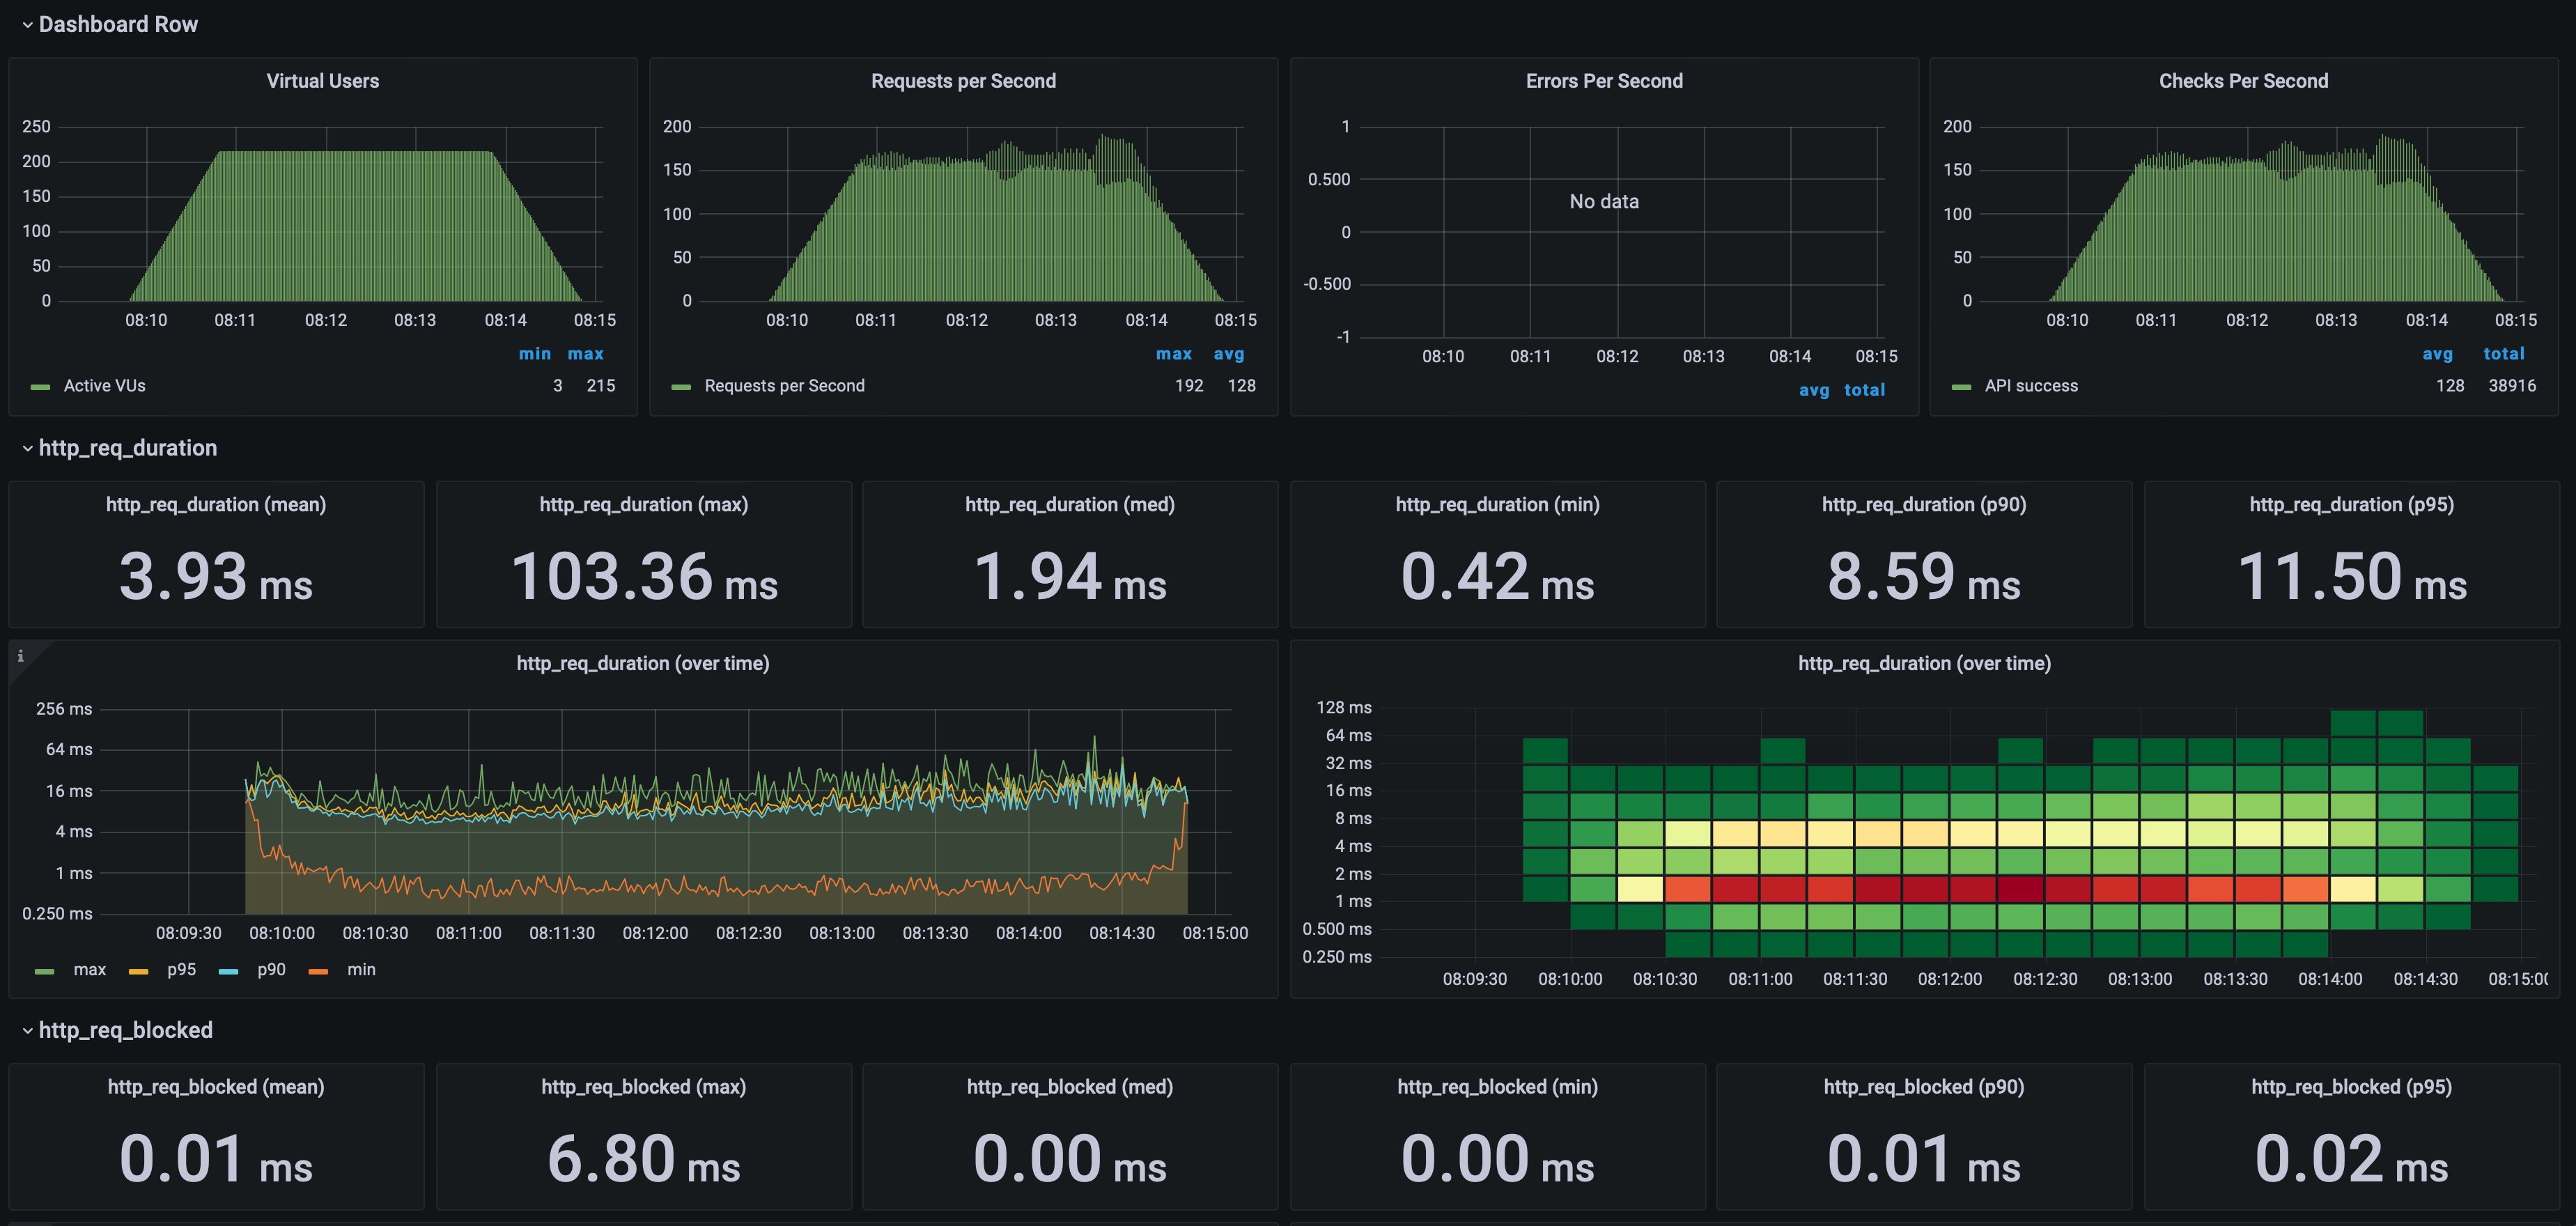 Dashboard Row
Virtual Users
250
200
150
100
50
0
08:10 08:11 08:12 08:13 08:14 08:15
min max
Active VUs 3 215
Requests per Second
200
150
100
50
0
08:10 08:11 08:12 08:13 08:14 08:15
max avg
Requests per Second 192 128
Errors Per Second
1
0.500
0
-0.500
-1
No data
08:10 08:11 08:12 08:13 08:14 08:15
avg total
Checks Per Second
200
150
100
50
0
08:10 08:11 08:12 08:13 08:14 08:15
avg total
API success 128 38916
http_req_duration
http_req_duration (mean)
3.93 ms
http_req_duration (max)
103.36 ms
http_req_duration (med)
1.94 ms
http_req_duration (min)
0.42 ms
http_req_duration (p90)
8.59 ms
http_req_duration (p95)
11.50 ms
i
http_req_duration (over time)
256 ms
64 ms
16 ms
4 ms
1 ms
0.250 ms
08:09:30 08:10:00 08:10:30 08:11:00 08:11:30 08:12:00 08:12:30 08:13:00 08:13:30 08:14:00 08:14:30 08:15:00
max p95 p90 min
http_req_duration (over time)
128 ms
64 ms
32 ms
16 ms
8 ms
4 ms
2 ms
1 ms
0.500 ms
0.250 ms
08:09:30 08:10:00 08:10:30 08:11:00 08:11:30 08:12:00 08:12:30 08:13:00 08:13:30 08:14:00 08:14:30 08:15:00
http_req_blocked
http_req_blocked (mean)
0.01 ms
http_req_blocked (max)
6.80 ms
http_req_blocked (med)
0.00 ms
http_req_blocked (min)
0.00 ms
http_req_blocked (p90)
0.01 ms
http_req_blocked (p95)
0.02 ms